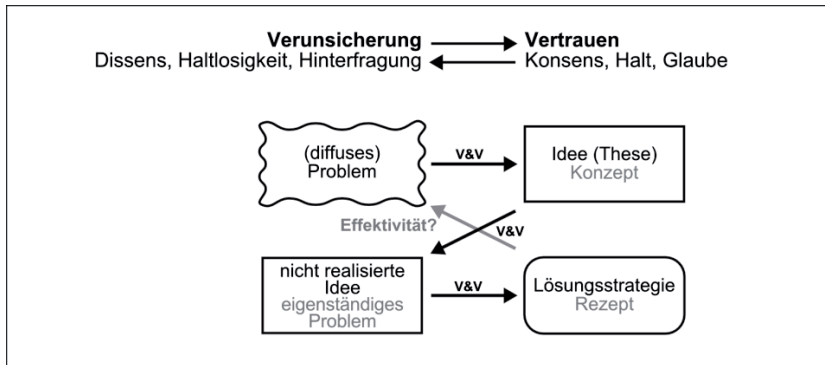 Verunsicherung Vertrauen
Dissens, Haltlosigkeit, Hinterfragung Konsens, Halt, Glaube
(diffuses)
Problem
V&V
Idee (These)
Konzept
Effektivität?
V&V
nicht realisierte
Idee
eigenständiges
Problem
V&V
Lösungsstrategie
Rezept